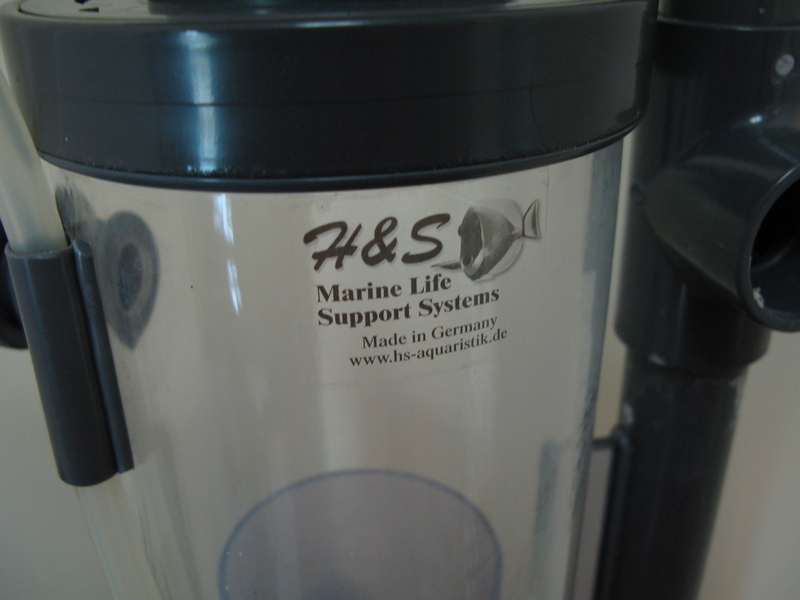 H&S
Marine Life
Support Systems
Made in Germany
www.hs-aquaristik.de